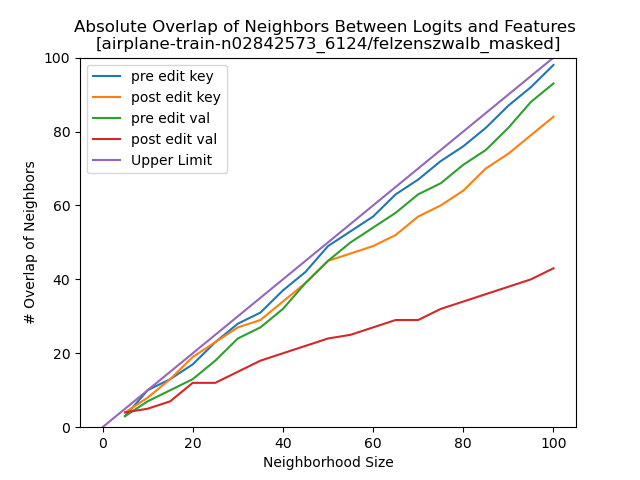 Absolute Overlap of Neighbors Between Logits and Features
[airplane-train-n02842573_6124/felzenszwalb_masked]
pre edit key
post edit key
pre edit val
post edit val
Upper Limit
# Overlap of Neighbors
100
80
60
40
20
0
0 20 40 60 80 100
Neighborhood Size